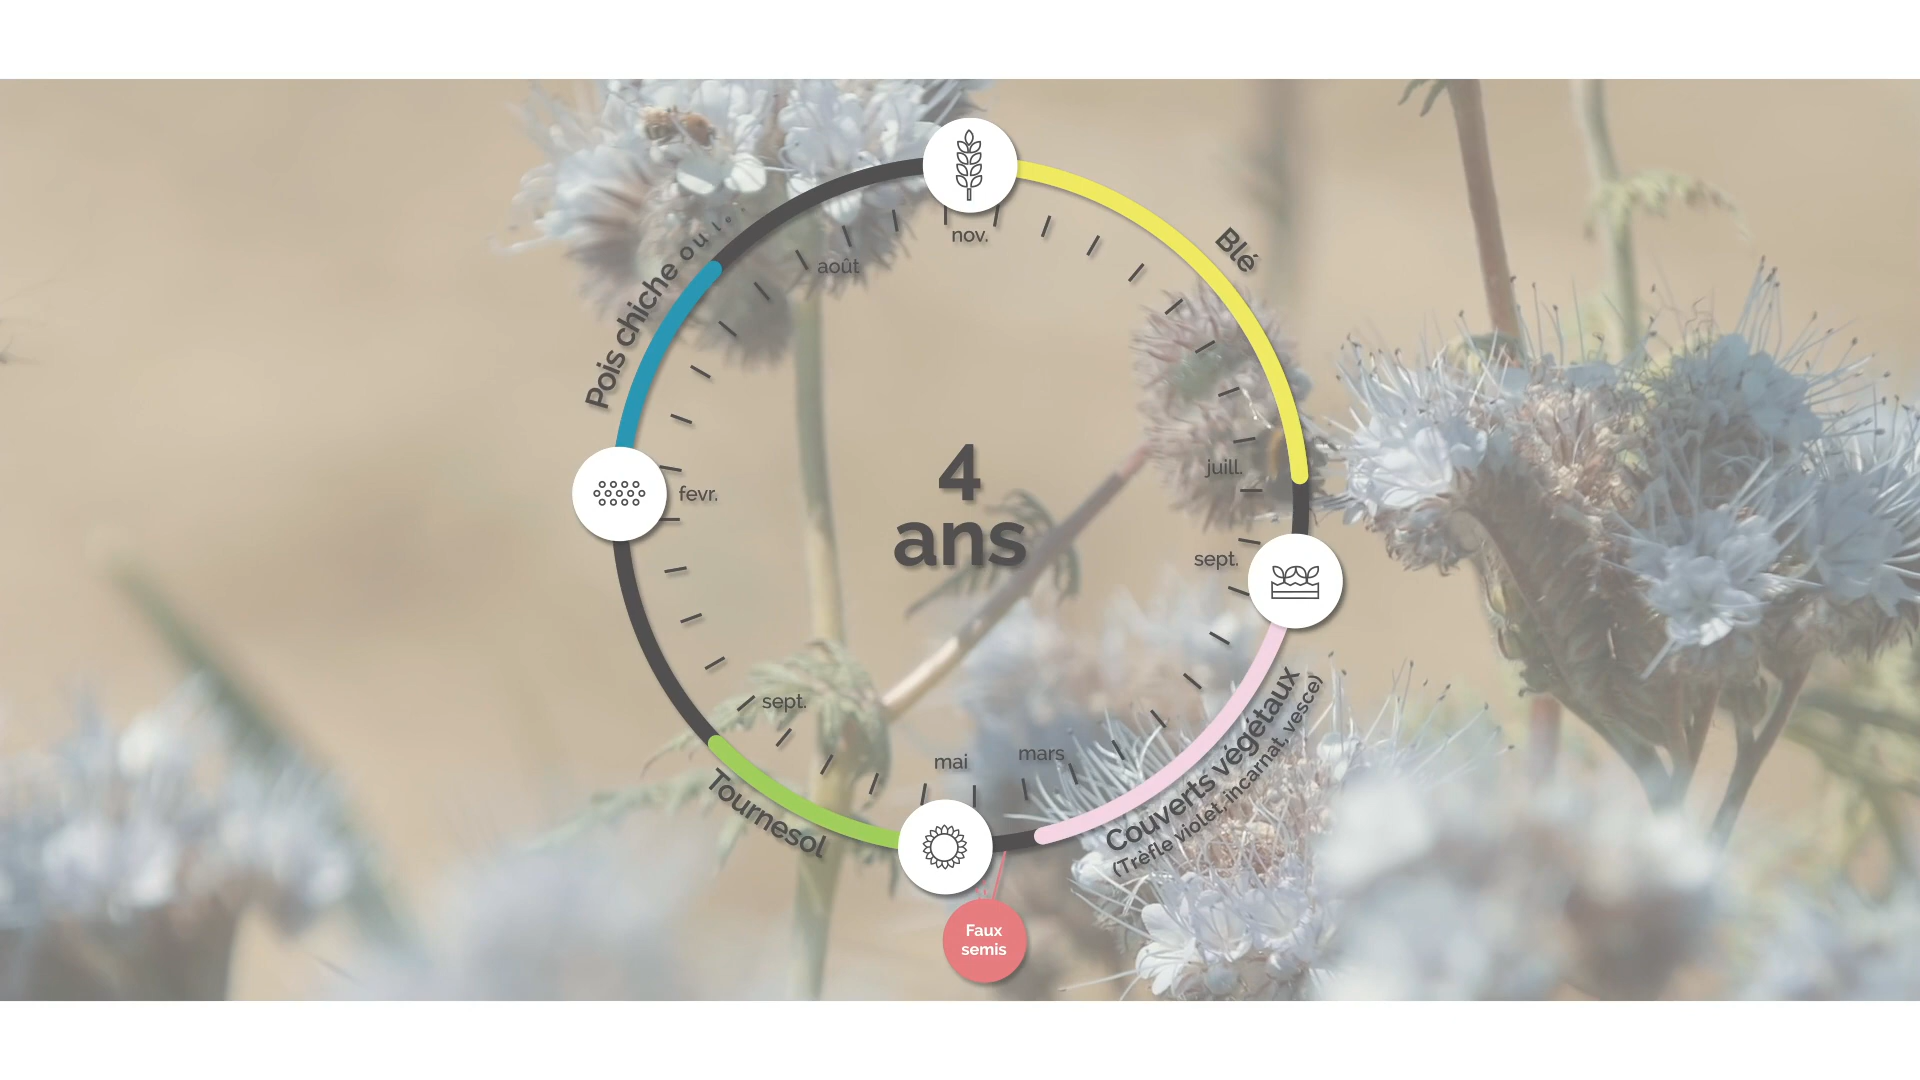 nov.
Blé
août
Pois chiche ou
4
ans
juill.
fevr.
sept.
sept.
Couverts végétaux
(Trèfle violet, incarnat, vesce)
mars
mai
Tournesol
Faux
semis